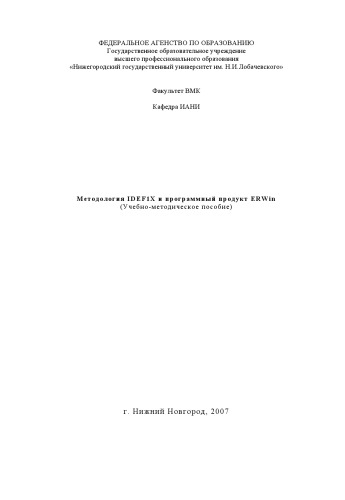 ФЕДЕРАЛЬНОЕ АГЕНСТВО ПО ОБРАЗОВАНИЮ
Государственное образовательное учреждение
высшего профессионального образования
«Нижегородский государственный университет им. Н.И.Лобачевского»
Факультет ВМК
Кафедра ИАНИ
Методология IDEF1X и программный продукт ERWin
(Учебно-методическое пособие)
г. Нижний Новгород, 2007